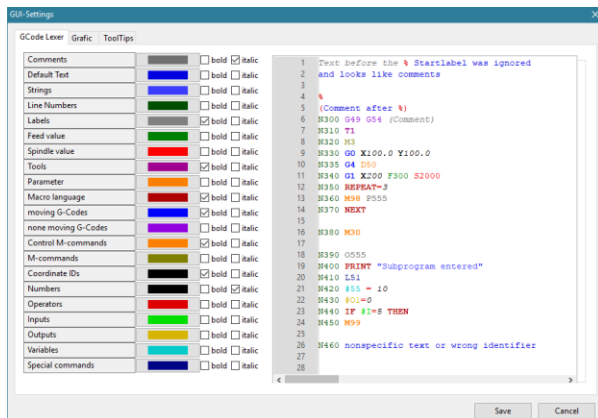 GUI-Settings
GCode Lexer Grafic ToolTips
Comments bold italic
Default Text bold italic
Strings bold italic
Line Numbers bold italic
Labels bold italic
Feed value bold italic
Spindle value bold italic
Tools bold italic
Parameter bold italic
Macro language bold italic
moving G-Codes bold italic
none moving G-Codes bold italic
Control M-commands bold italic
M-commands bold italic
Coordinate IDs bold italic
Numbers bold italic
Operators bold italic
Inputs bold italic
Outputs bold italic
Variables bold italic
Special commands bold italic
1 Text before the % Startlabel was ignored
2 and looks like comments
3
4 %
5 (Comment after %)
6 N300 G49 G54 (Comment)
7 N310 T1
8 N320 M3
9 N330 G0 X100.0 Y100.0
10 N335 G4 D50
11 N340 G1 X200 F300 S2000
12 N350 REPEAT=3
13 N360 M98 P555
14 N370 NEXT
15
16 N380 M30
17
18 N390 O555
19 N400 PRINT "Subprogram entered"
20 N410 L51
21 N420 #55 = 10
22 N430 #O1=0
23 N440 IF #I=5 THEN
24 N450 M99
25
26 N460 nonspecific text or wrong identifier
27
28
Save Cancel